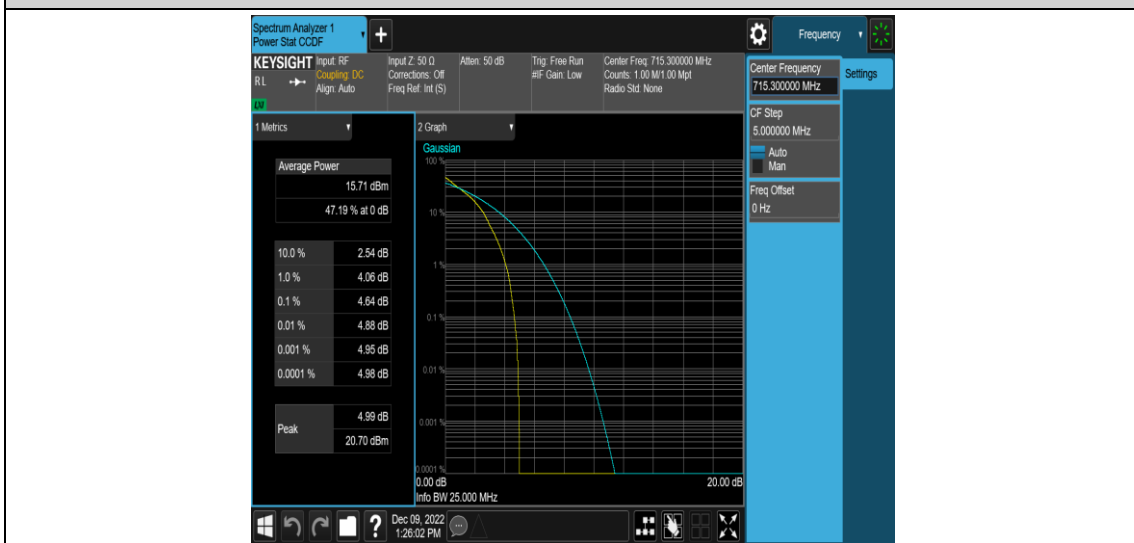 Spectrum Analyzer 1
Power Stat CCDF
Frequency
KEYSIGHT
RL
LXI
Input: RF
Coupling: DC
Align: Auto
Input Z: 50 Ω
Corrections: Off
Freq Ref: Int (S)
Atten: 50 dB
Trig: Free Run
#IF Gain: Low
Center Freq: 715.300000 MHz
Counts: 1.00 M/1.00 Mpt
Radio Std: None
Center Frequency
715.300000 MHz
Settings
CF Step
5.000000 MHz
Auto
Man
Freq Offset
0 Hz
1 Metrics
Average Power
15.71 dBm
47.19 % at 0 dB
10.0 % 2.54 dB
1.0 % 4.06 dB
0.1 % 4.64 dB
0.01 % 4.88 dB
0.001 % 4.95 dB
0.0001 % 4.98 dB
Peak
4.99 dB
20.70 dBm
2 Graph
Gaussian
100 %
10 %
1 %
0.1 %
0.01 %
0.001 %
0.0001 %
0.00 dB 20.00 dB
Info BW 25.000 MHz
?
Dec 09, 2022
1:26:02 PM